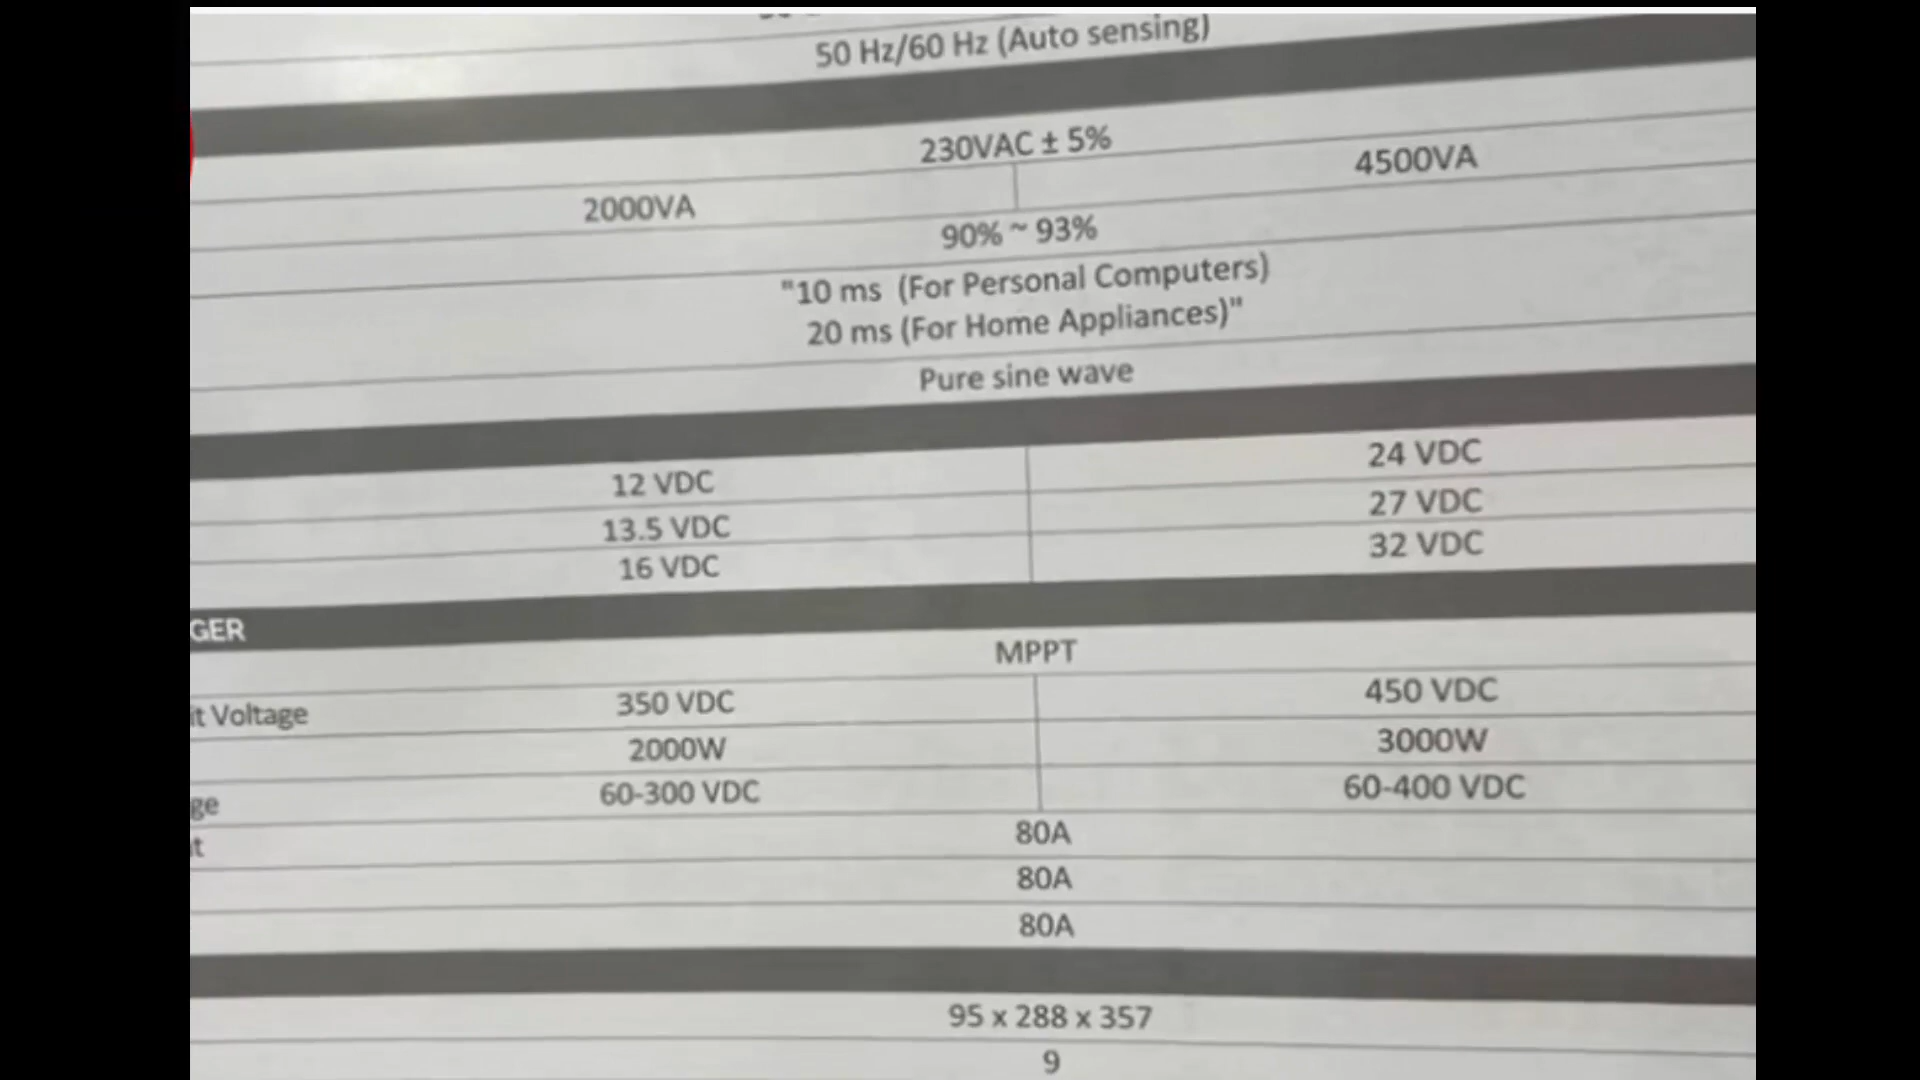 50 Hz/60 Hz (Auto sensing)
230VAC ± 5%
2000VA 4500VA
90% ~ 93%
"10 ms (For Personal Computers)
20 ms (For Home Appliances)"
Pure sine wave
12 VDC 24 VDC
13.5 VDC 27 VDC
16 VDC 32 VDC
GER
MPPT
it Voltage 350 VDC 450 VDC
2000W 3000W
ge 60-300 VDC 60-400 VDC
t 80A
80A
80A
95 x 288 x 357
9